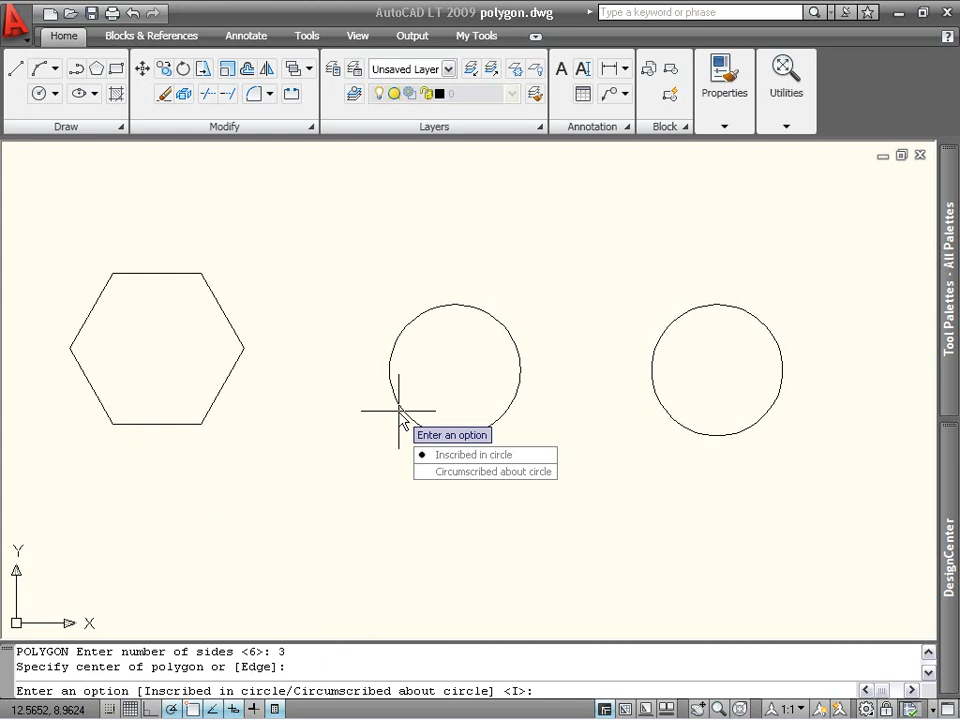 AutoCAD LT 2009 polygon.dwg
Type a keyword or phrase
Home Blocks & References Annotate Tools View Output My Tools
Unsaved Layer
0
Properties
Utilities
Draw Modify Layers Annotation Block
Tool Palettes - All Palettes
Enter an option
Inscribed in circle
Circumscribed about circle
DesignCenter
Y
X
POLYGON Enter number of sides <6>: 3
Specify center of polygon or [Edge]:
Enter an option [Inscribed in circle/Circumscribed about circle] <I>:
12.5652, 8.9624
1:1